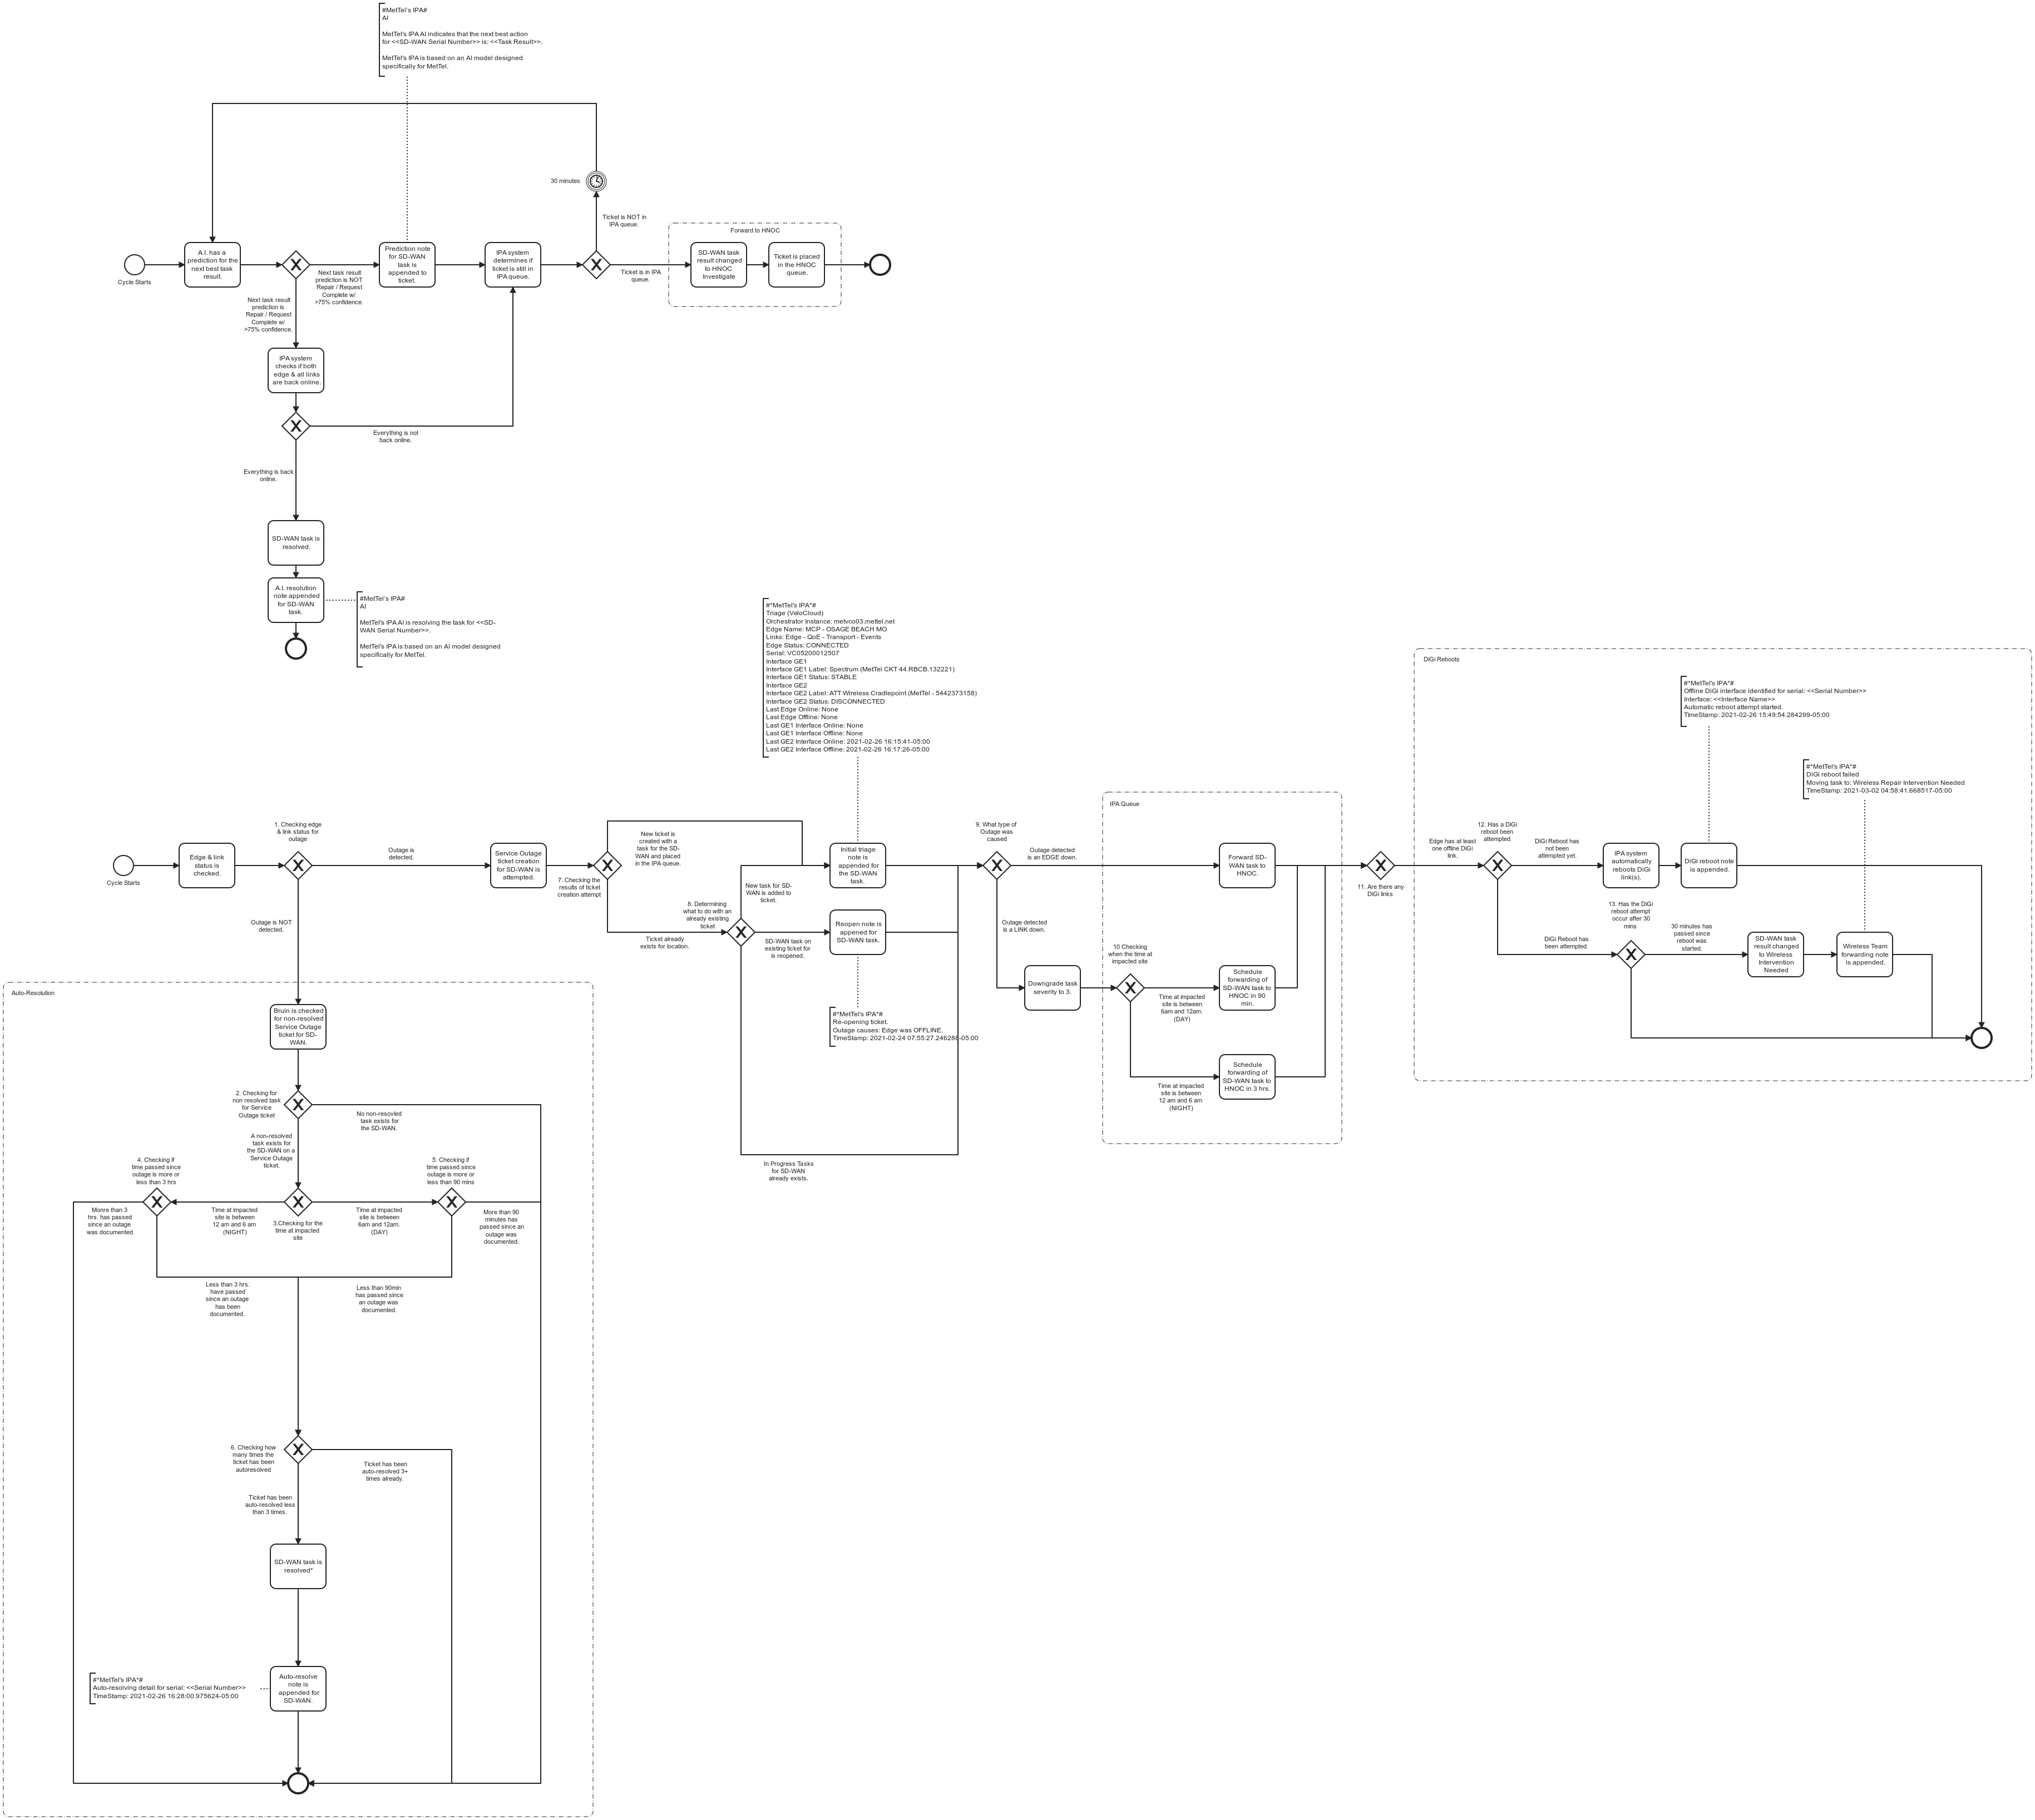 #MetTel's IPA#
AI
MetTel's IPA AI indicates that the next best action
for <<SD-WAN Serial Number>> is: <<Task Result>>.
MetTel's IPA is based on an AI model designed
specifically for MetTel.
30 minutes
Ticket is NOT in
IPA queue.
Forward to HNOC
Cycle Starts
A.I. has a
prediction for the
next best task
result.
Next task result
prediction is NOT
Repair / Request
Complete w/
>75% confidence.
Prediction note
for SD-WAN
task is
appended to
ticket.
IPA system
determines if
ticket is still in
IPA queue.
Ticket is in IPA
queue.
SD-WAN task
result changed
to HNOC
Investigate
Ticket is placed
in the HNOC
queue.
Next task result
prediction is
Repair / Request
Complete w/
>75% confidence.
IPA system
checks if both
edge & all links
are back online.
Everything is not
back online.
Everything is back
online.
SD-WAN task is
resolved.
A.I. resolution
note appended
for SD-WAN
task.
#MetTel's IPA#
AI
MetTel's IPA AI is resolving the task for <<SD-
WAN Serial Number>>.
MetTel's IPA is based on an AI model designed
specifically for MetTel.
#*MetTel's IPA*#
Triage (VeloCloud)
Orchestrator Instance: metvco03.mettel.net
Edge Name: MCP - OSAGE BEACH MO
Links: Edge - QoE - Transport - Events
Edge Status: CONNECTED
Serial: VC05200012507
Interface GE1
Interface GE1 Label: Spectrum (MetTel CKT 44.RBCB.132221)
Interface GE1 Status: STABLE
Interface GE2
Interface GE2 Label: ATT Wireless Cradlepoint (MetTel - 5442373158)
Interface GE2 Status: DISCONNECTED
Last Edge Online: None
Last Edge Offline: None
Last GE1 Interface Online: None
Last GE1 Interface Offline: None
Last GE2 Interface Online: 2021-02-26 16:15:41-05:00
Last GE2 Interface Offline: 2021-02-26 16:17:26-05:00
DiGi Reboots
#*MetTel's IPA*#
Offline DiGi interface identified for serial: <<Serial Number>>
Interface: <<Interface Name>>
Automatic reboot attempt started.
TimeStamp: 2021-02-26 15:49:54.284299-05:00
#*MetTel's IPA*#
DiGi reboot failed
Moving task to: Wireless Repair Intervention Needed
TimeStamp: 2021-03-02 04:58:41.668517-05:00
Cycle Starts
Edge & link
status is
checked.
1. Checking edge
& link status for
outage
Outage is
detected.
Service Outage
ticket creation
for SD-WAN is
attempted.
7. Checking the
results of ticket
creation attempt
New ticket is
created with a
task for the SD-
WAN and placed
in the IPA queue.
Ticket already
exists for location.
8. Determining
what to do with an
already existing
ticket
New task for SD-
WAN is added to
ticket.
SD-WAN task on
existing ticket for
is reopened.
Initial triage
note is
appended for
the SD-WAN
task.
Reopen note is
appened for
SD-WAN task.
#*MetTel's IPA*#
Re-opening ticket.
Outage causes: Edge was OFFLINE.
TimeStamp: 2021-02-24 07:55:27.246288-05:00
In Progress Tasks
for SD-WAN
already exists.
9. What type of
Outage was
caused
Outage detected
is an EDGE down.
Outage detected
is a LINK down.
Downgrade task
severity to 3.
IPA Queue
Forward SD-
WAN task to
HNOC.
10 Checking
when the time at
impacted site
Time at impacted
site is between
6am and 12am.
(DAY)
Schedule
forwarding of
SD-WAN task to
HNOC in 90
min.
Time at impacted
site is between
12 am and 6 am
(NIGHT)
Schedule
forwarding of
SD-WAN task to
HNOC in 3 hrs.
11. Are there any
DiGi links
Edge has at least
one offline DiGi
link.
12. Has a DiGi
reboot been
attempted
DiGi Reboot has
not been
attempted yet.
IPA system
automatically
reboots DiGi
link(s).
DiGi reboot note
is appended.
DiGi Reboot has
been attempted.
13. Has the DiGi
reboot attempt
occur after 30
mins
30 minutes has
passed since
reboot was
started.
SD-WAN task
result changed
to Wireless
Intervention
Needed
Wireless Team
forwarding note
is appended.
Outage is NOT
detected.
Auto-Resolution
Bruin is checked
for non-resolved
Service Outage
ticket for SD-
WAN.
2. Checking for
non resolved task
for Service
Outage ticket
No non-resovled
task exists for
the SD-WAN.
A non-resolved
task exists for
the SD-WAN on a
Service Outage
ticket.
4. Checking if
time passed since
outage is more or
less than 3 hrs
5. Checking if
time passed since
outage is more or
less than 90 mins
Monre than 3
hrs. has passed
since an outage
was documented
Time at impacted
site is between
12 am and 6 am
(NIGHT)
3.Checking for the
time at impacted
site
Time at impacted
site is between
6am and 12am.
(DAY)
More than 90
minutes has
passed since an
outage was
documented.
Less than 3 hrs.
have passed
since an outage
has been
documented.
Less than 90min
has passed since
an outage was
documented.
6. Checking how
many times the
ticket has been
autoresolved
Ticket has been
auto-resolved 3+
times already.
Ticket has been
auto-resolved less
than 3 times.
SD-WAN task is
resolved*
#*MetTel's IPA*#
Auto-resolving detail for serial: <<Serial Number>>
TimeStamp: 2021-02-26 16:28:00.975624-05:00
Auto-resolve
note is
appended for
SD-WAN.